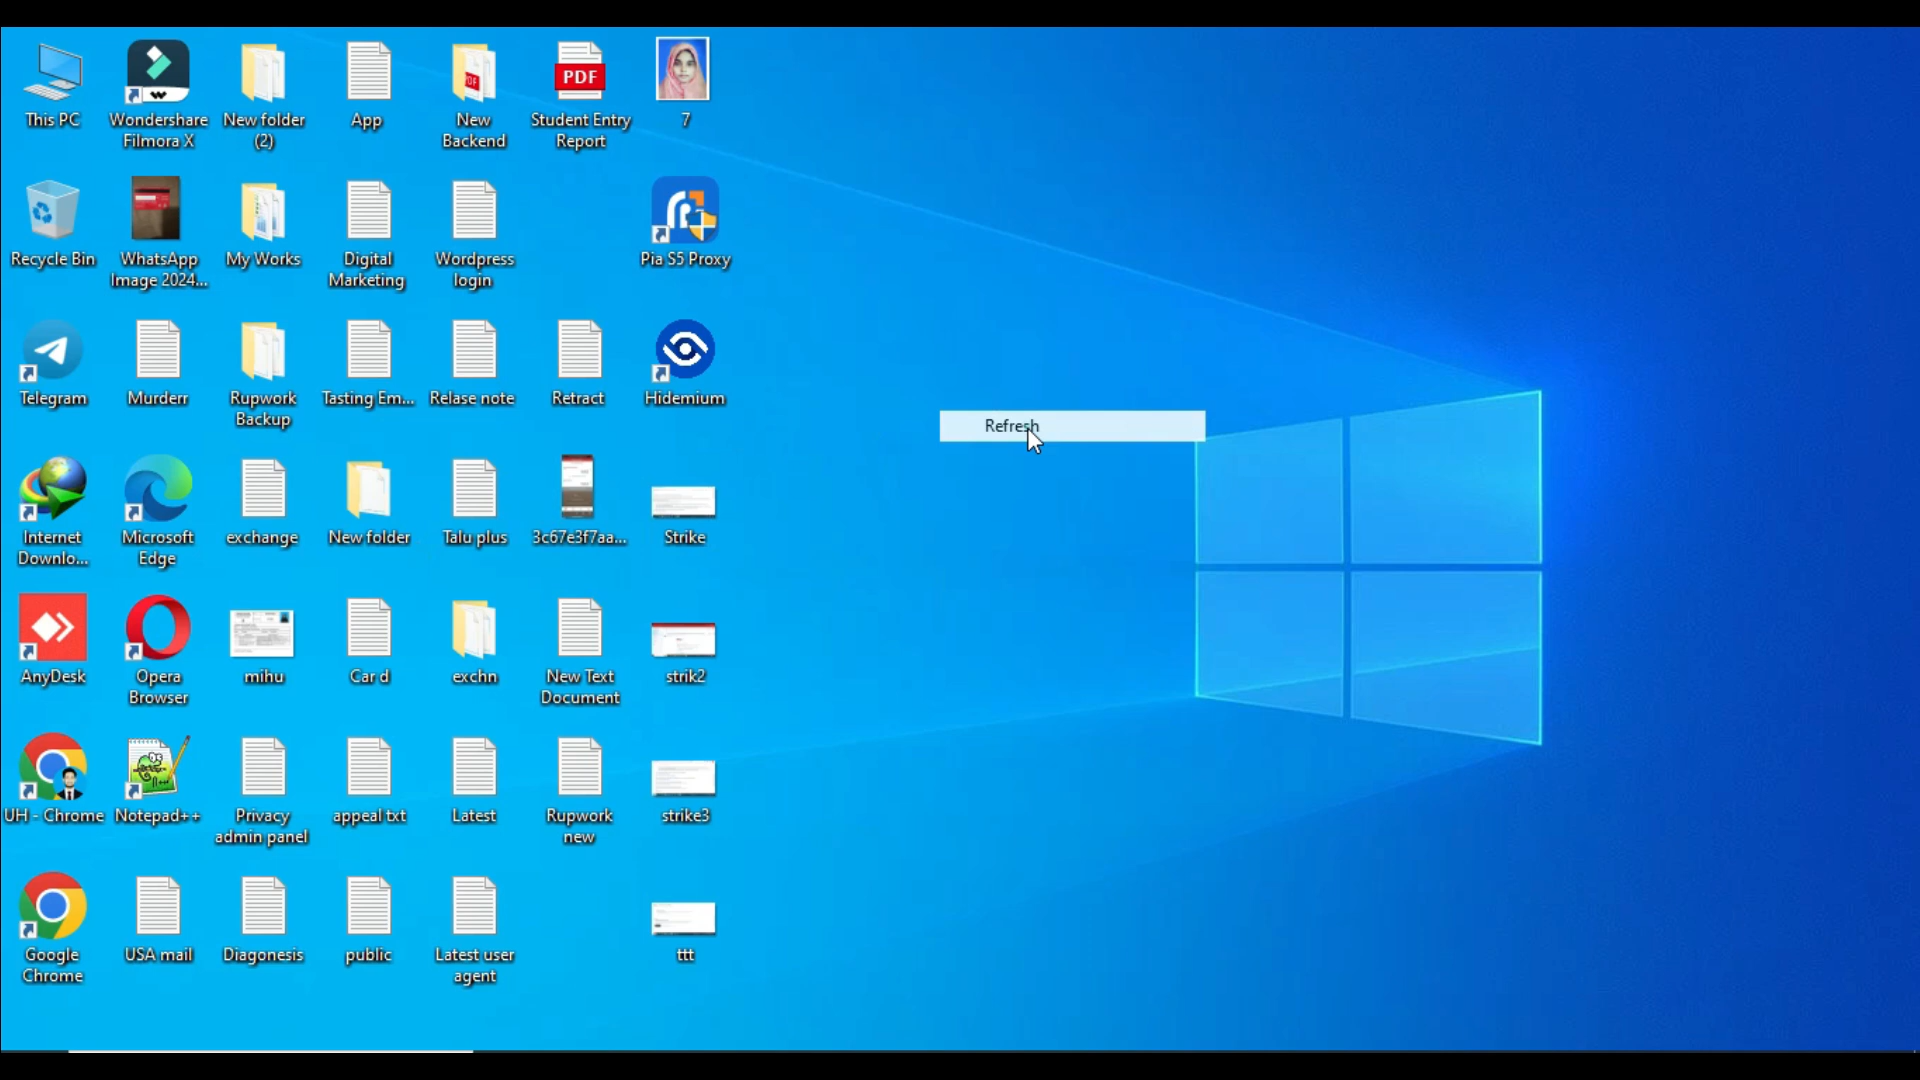 This PC
Wondershare
Filmora X
New folder
(2)
App
New
Backend
PDF
Student Entry
Report
7
Recycle Bin
WhatsApp
Image 2024...
My Works
Digital
Marketing
Wordpress
login
Pia S5 Proxy
Telegram
Murderr
Rupwork
Backup
Tasting Em...
Relase note
Retract
Hidemium
Refresh
Internet
Downlo...
Microsoft
Edge
exchange
New folder
Talu plus
3c67e3f7aa...
Strike
AnyDesk
Opera
Browser
mihu
Car d
exchn
New Text
Document
strik2
UH - Chrome
Notepad++
Privacy
admin panel
appeal txt
Latest
Rupwork
new
strike3
Google
Chrome
USA mail
Diagonesis
public
Latest user
agent
ttt